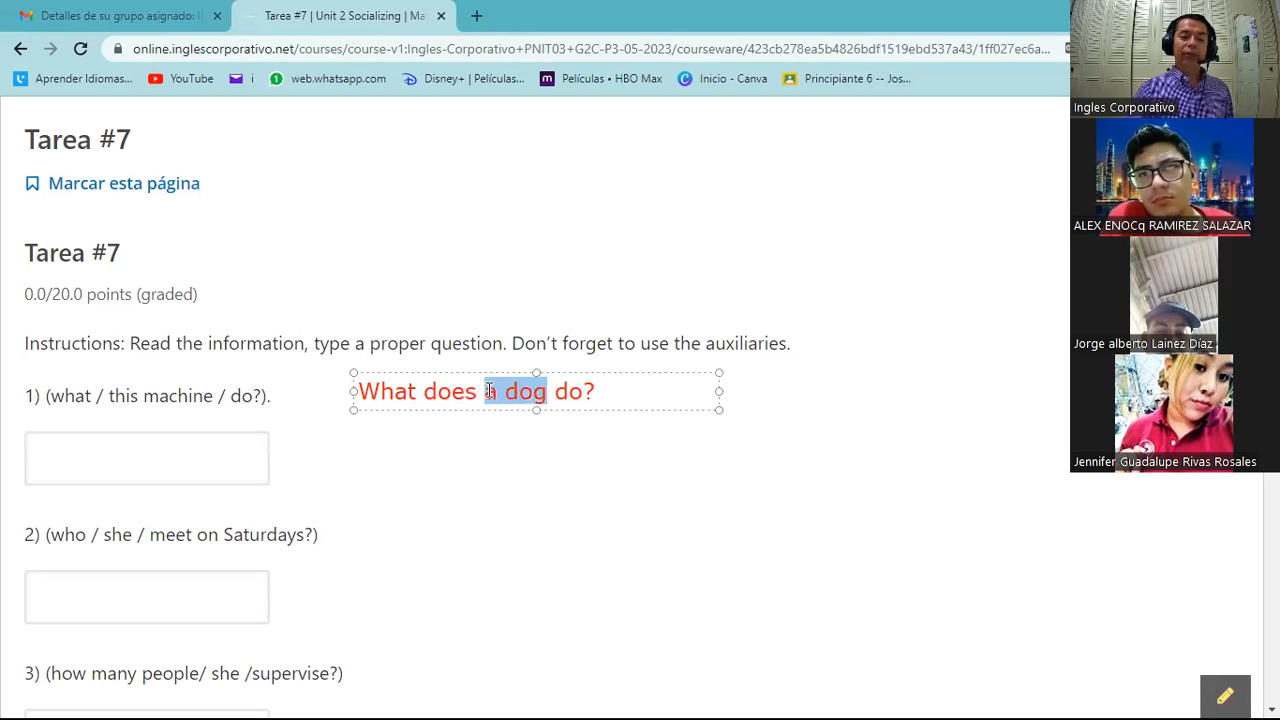 Detalles de su grupo asignado: I
Tarea #7 | Unit 2 Socializing | Ma
online.inglescorporativo.net/courses/course-v1:Ingles-Corporativo+PNIT03+G2C-P3-05-2023/courseware/423cb278ea5b4826bdf1519ebd537a43/1ff027ec6a...
Aprender Idiomas...
YouTube
i
web.whatsapp.com
Disney+ | Películas...
Películas • HBO Max
Inicio - Canva
Principiante 6 -- Jos...
Tarea #7
Marcar esta página
Tarea #7
0.0/20.0 points (graded)
Instructions: Read the information, type a proper question. Don't forget to use the auxiliaries.
1) (what / this machine / do?).
What does a dog do?
2) (who / she / meet on Saturdays?)
3) (how many people/ she /supervise?)
Ingles Corporativo
ALEX ENOCq RAMIREZ SALAZAR
Jorge alberto Lainez Díaz
Jennifer Guadalupe Rivas Rosales